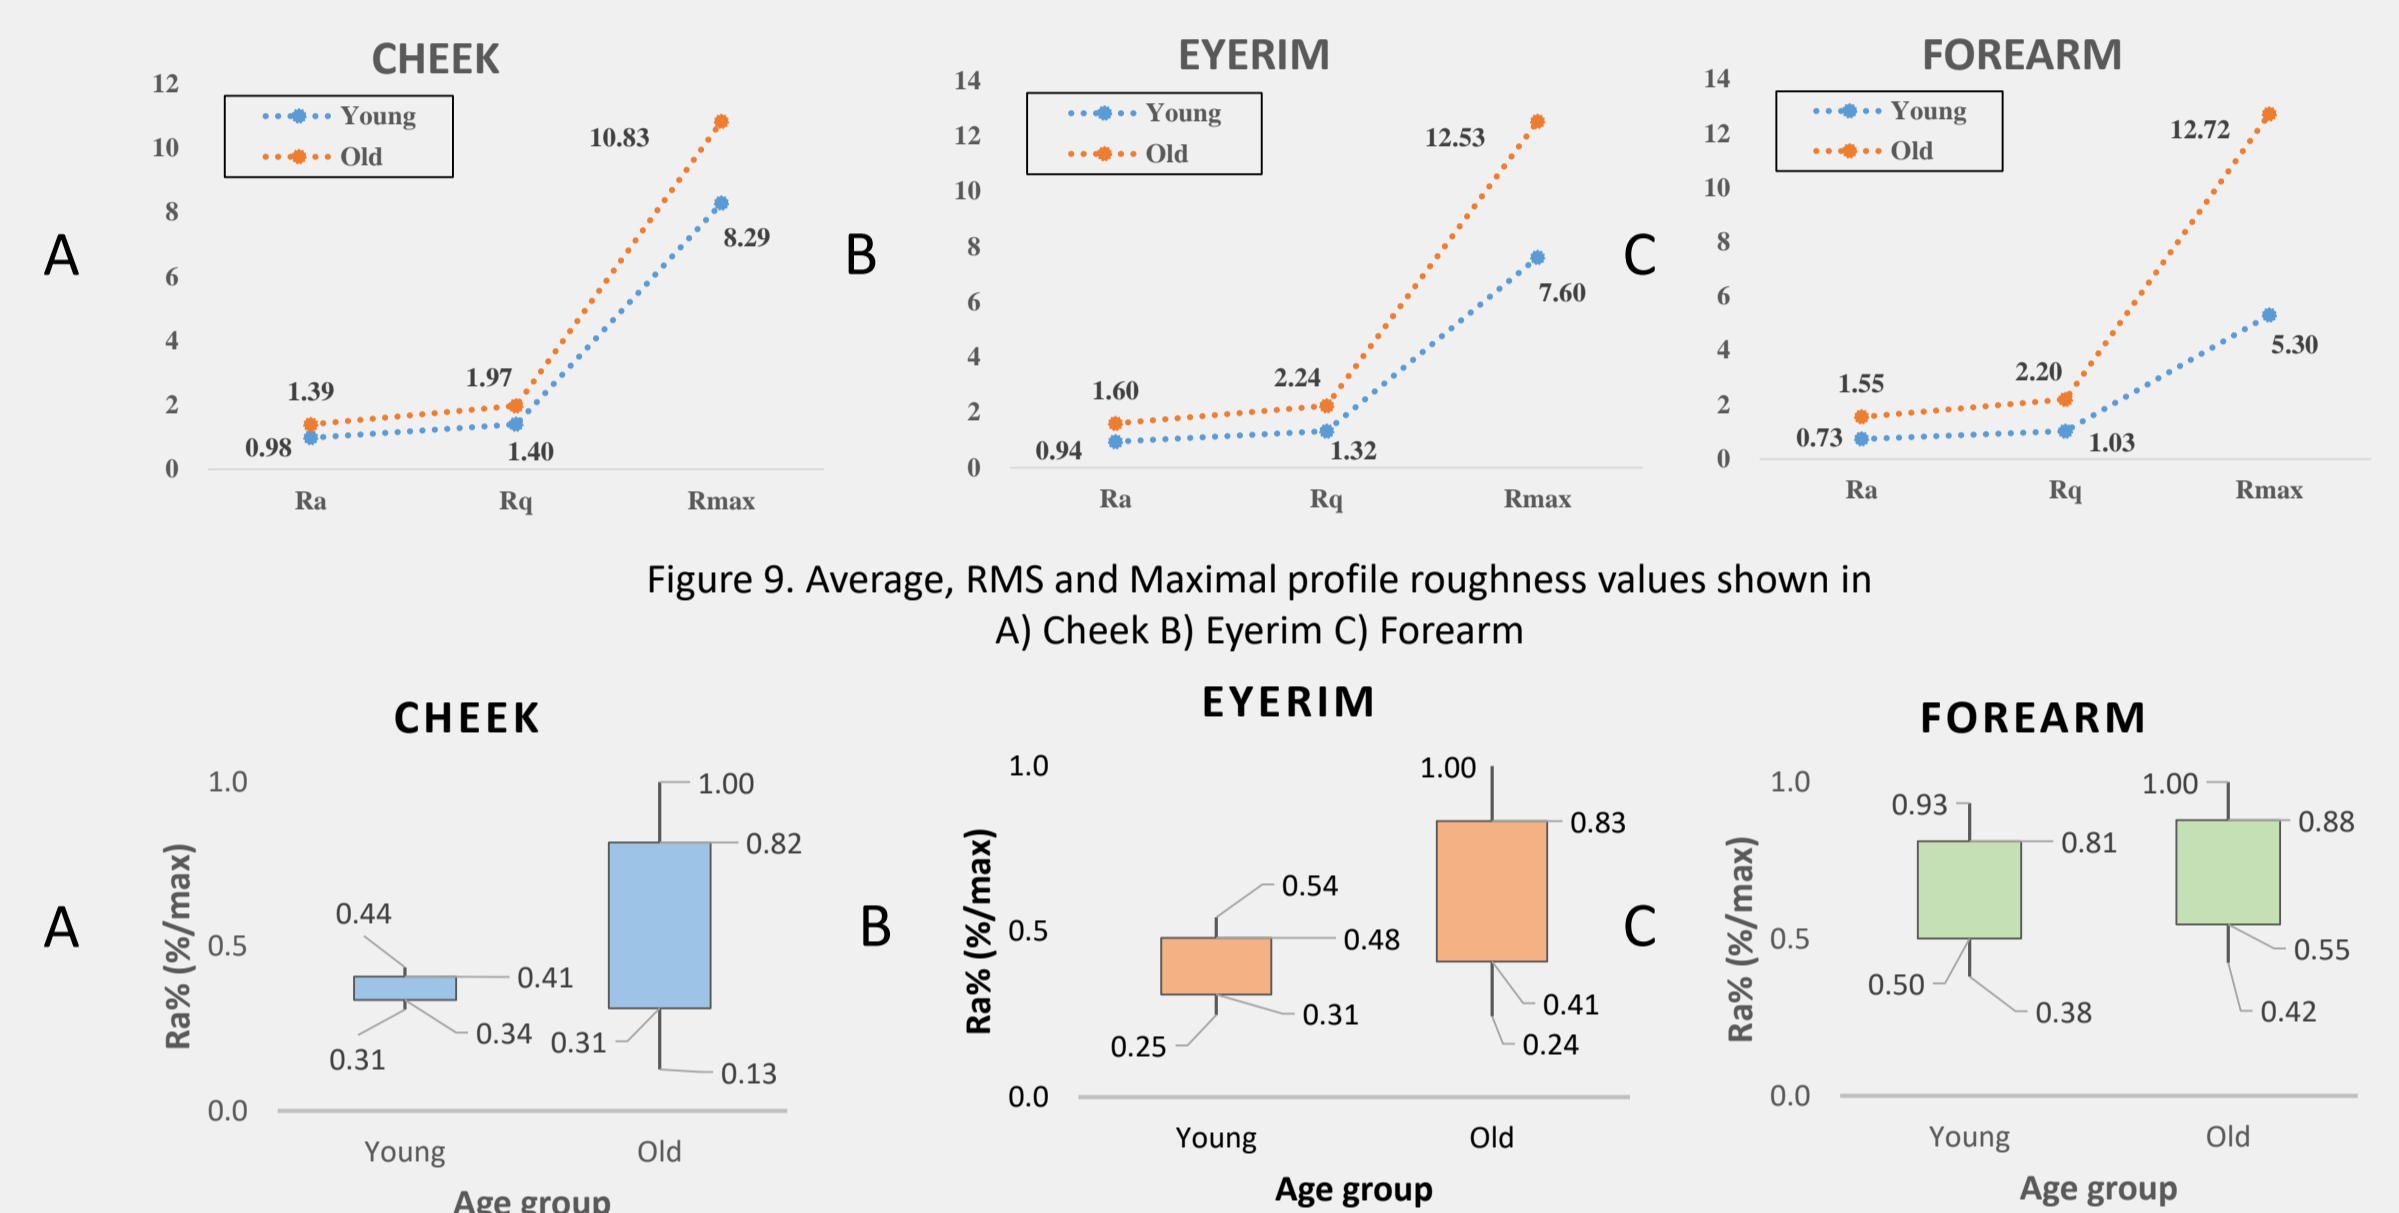 CHEEK
12
10
8
6
4
2
0
Young
Old
10.83
8.29
1.39
1.97
0.98
1.40
Ra Rq Rmax
A
EYERIM
14
12
10
8
6
4
2
0
Young
Old
12.53
7.60
1.60
2.24
0.94
1.32
Ra Rq Rmax
B
FOREARM
14
12
10
8
6
4
2
0
Young
Old
12.72
5.30
1.55
2.20
0.73
1.03
Ra Rq Rmax
C
Figure 9. Average, RMS and Maximal profile roughness values shown in
A) Cheek B) Eyerim C) Forearm
CHEEK
A
Ra% (%/max)
1.0
0.5
0.0
0.44
0.41
0.34
0.31
1.00
0.82
0.31
0.13
Young Old
Age group
EYERIM
B
Ra% (%/max)
1.0
0.5
0.0
0.54
0.48
0.31
0.25
1.00
0.83
0.41
0.24
Young Old
Age group
FOREARM
C
Ra% (%/max)
1.0
0.5
0.0
0.93
0.81
0.50
0.38
1.00
0.88
0.55
0.42
Young Old
Age group